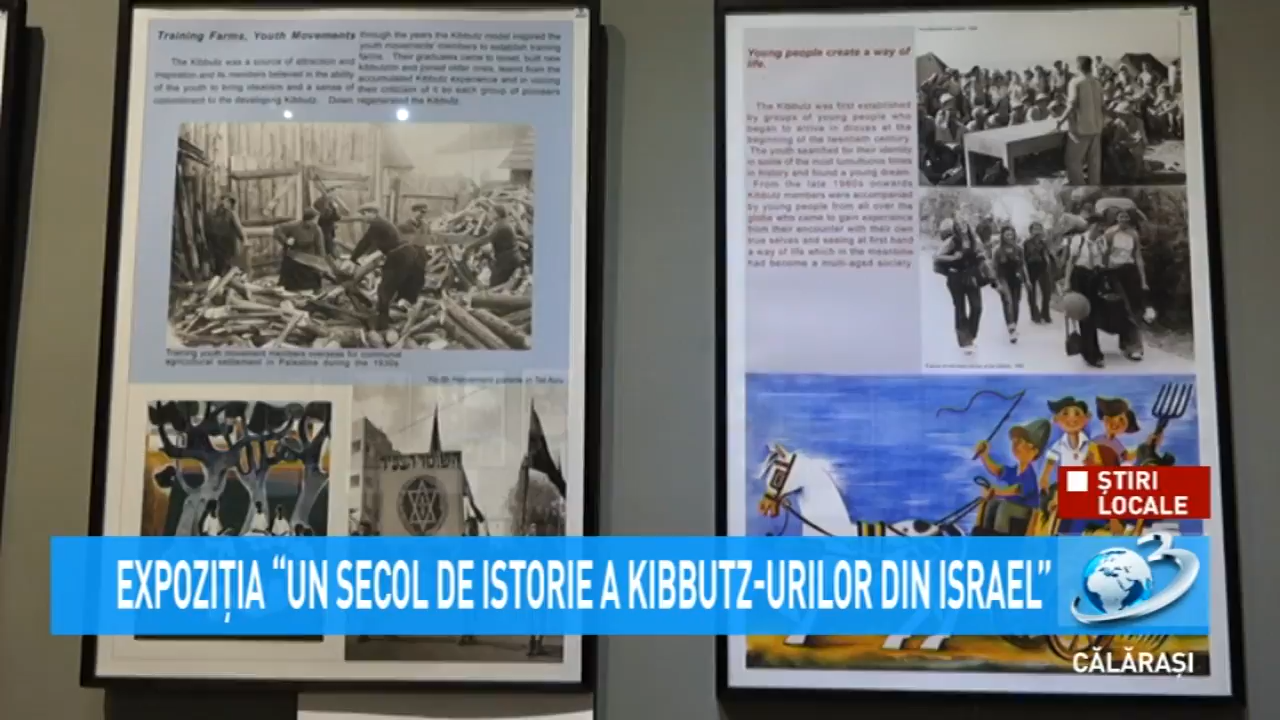 Training Farms, Youth Movements
The Kibbutz was a source of attraction and
inspiration and its members believed in the ability
of the youth to bring idealism and a sense of
commitment to the developing Kibbutz. Down
through the years the Kibbutz model inspired the
youth movements' members to establish training
farms. Their graduates came to Israel, built new
kibbutzim and joined older ones, learnt from the
accumulated Kibbutz experience and in voicing
their criticism of it so each group of pioneers
regenerated the Kibbutz.
Training youth movement members overseas for communal
agricultural settlement in Palestine during the 1930s
Youth Movement parade in Tel Aviv
Young people create a way of
life.
The Kibbutz was first established
by groups of young people who
began to arrive in droves at the
beginning of the twentieth century.
The youth searched for their identity
in some of the most tumultuous times
in history and found a young dream.
From the late 1960s onwards
Kibbutz members were accompanied
by young people from all over the
globe who came to gain experience
from their encounter with their own
true selves and seeing at first hand
a way of life which in the meantime
had become a multi-aged society.
ȘTIRI
LOCALE
EXPOZIȚIA “UN SECOL DE ISTORIE A KIBBUTZ-URILOR DIN ISRAEL”
3
CĂLĂRAȘI